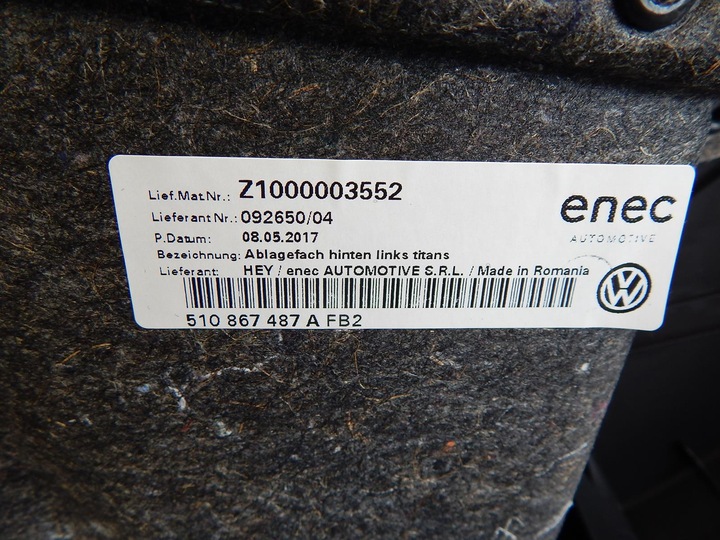 Lief.Mat.Nr.: Z1000003552
Lieferant Nr.: 092650/04
P.Datum: 08.05.2017
Bezeichnung: Ablagefach hinten links titans
Lieferant: HEY / enec AUTOMOTIVE S.R.L. / Made in Romania
510 867 487 A FB2
enec
AUTOMOTIVE
VW